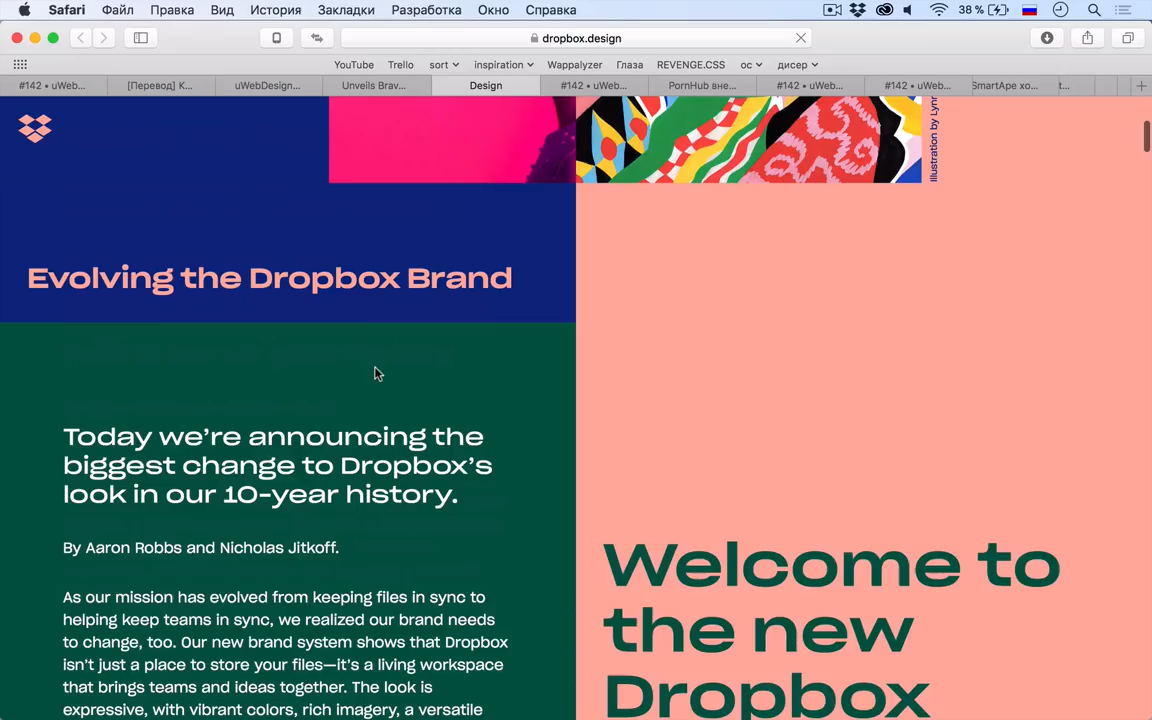 Safari Файл Правка Вид История Закладки Разработка Окно Справка 38 %
dropbox.design
YouTube Trello sort inspiration Wappalyzer Глаза REVENGE.CSS ос дисер
#142 • uWeb... [Перевод] К... uWebDesign... Unveils Brav... Design #142 • uWeb... PornHub вне... #142 • uWeb... #142 • uWeb... SmartApe хо... t...
Illustration by Lynn
Evolving the Dropbox Brand
Today we’re announcing the
biggest change to Dropbox’s
look in our 10-year history.
By Aaron Robbs and Nicholas Jitkoff.
As our mission has evolved from keeping files in sync to
helping keep teams in sync, we realized our brand needs
to change, too. Our new brand system shows that Dropbox
isn’t just a place to store your files—it’s a living workspace
that brings teams and ideas together. The look is
expressive, with vibrant colors, rich imagery, a versatile
Welcome to
the new
Dropbox